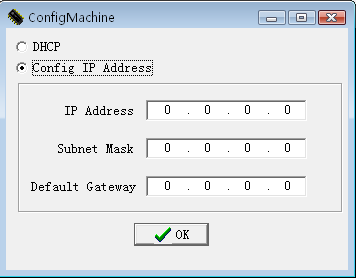 ConfigMachine
DHCP
Config IP Address
IP Address 0 . 0 . 0 . 0
Subnet Mask 0 . 0 . 0 . 0
Default Gateway 0 . 0 . 0 . 0
OK